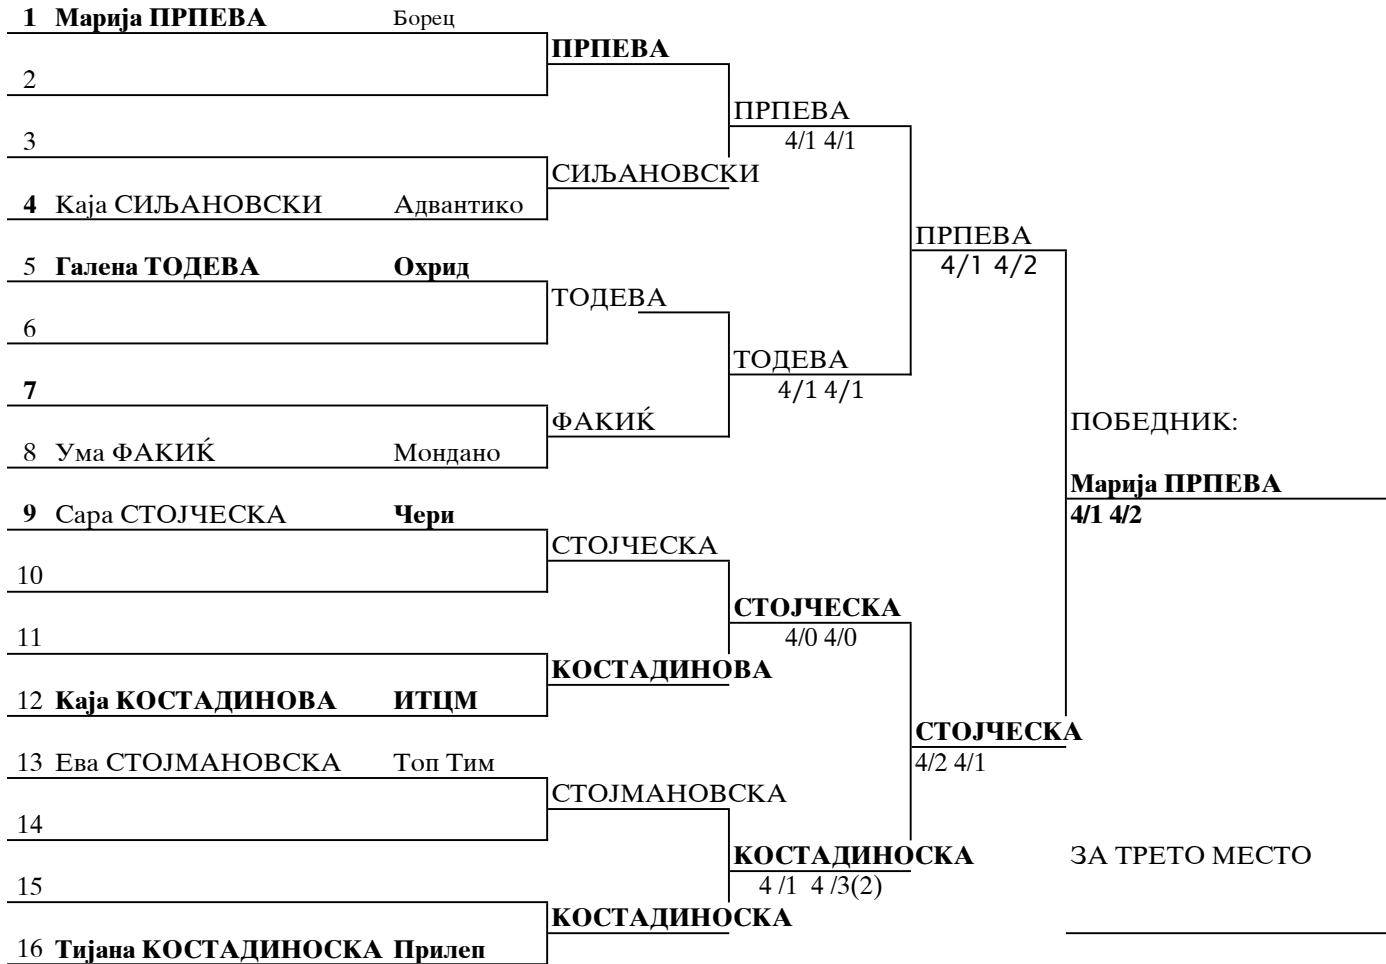 1 Марија ПРПЕВА Борец
ПРПЕВА
2
ПРПЕВА
3
4/1 4/1
СИЉАНОВСКИ
4 Каја СИЉАНОВСКИ Адвантико
ПРПЕВА
5 Галена ТОДЕВА Охрид
4/1 4/2
ТОДЕВА
6
ТОДЕВА
7
4/1 4/1
ФАКИЌ
ПОБЕДНИК:
8 Ума ФАКИЌ Мондано
Марија ПРПЕВА
9 Сара СТОЈЧЕСКА Чери
4/1 4/2
СТОЈЧЕСКА
10
СТОЈЧЕСКА
11
4/0 4/0
КОСТАДИНОВА
12 Каја КОСТАДИНОВА ИТЦМ
СТОЈЧЕСКА
13 Ева СТОЈМАНОВСКА Топ Тим
4/2 4/1
СТОЈМАНОВСКА
14
КОСТАДИНОСКА
ЗА ТРЕТО МЕСТО
15
4 /1 4 /3(2)
КОСТАДИНОСКА
16 Тијана КОСТАДИНОСКА Прилеп